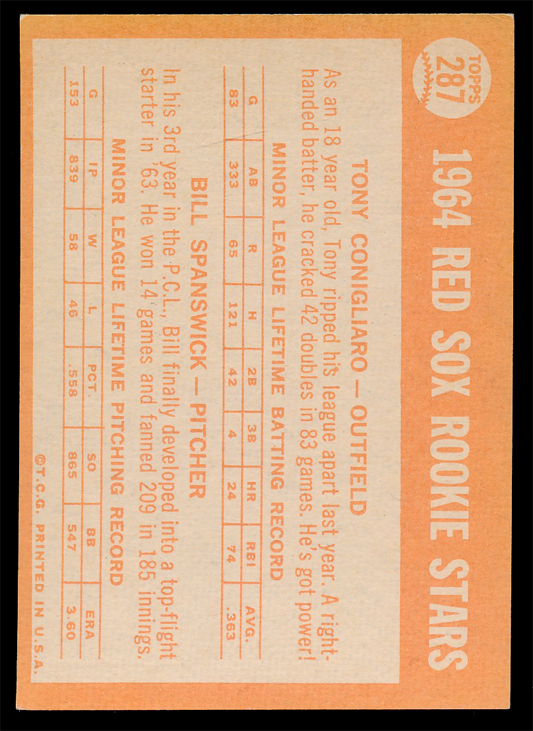 TOPPS
287
1964 RED SOX ROOKIE STARS
TONY CONIGLIARO — OUTFIELD
As an 18 year old, Tony ripped his league apart last year. A right-
handed batter, he cracked 42 doubles in 83 games. He's got power!
MINOR LEAGUE LIFETIME BATTING RECORD
G AB R H 2B 3B HR RBI AVG.
83 333 65 121 42 4 24 74 .363
BILL SPANSWICK — PITCHER
In his 3rd year in the P.C.L., Bill finally developed into a top-flight
starter in '63. He won 14 games and fanned 209 in 185 innings.
MINOR LEAGUE LIFETIME PITCHING RECORD
G IP W L PCT. SO BB ERA
153 839 58 46 .558 865 547 3.60
©T.C.G. PRINTED IN U.S.A.